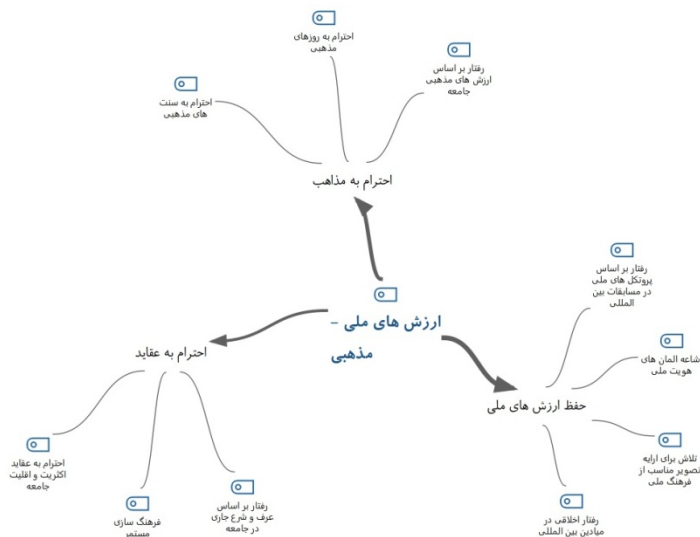 احترام به روزهای
مذهبی
رفتار بر اساس
ارزش های مذهبی
جامعه
احترام به سنت
های مذهبی
احترام به مذاهب
رفتار بر اساس
پروتکل های ملی
در مسابقات بین
المللی
ارزش های ملی –
مذهبی
شاعه المان های
هویت ملی
احترام به عقاید
حفظ ارزش های ملی
تلاش برای ارایه
تصویر مناسب از
فرهنگ ملی
احترام به عقاید
اکثریت و اقلیت
جامعه
رفتار بر اساس
عرف و شرع جاری
در جامعه
فرهنگ سازی
مستمر
رفتار اخلاقی در
میادین بین المللی